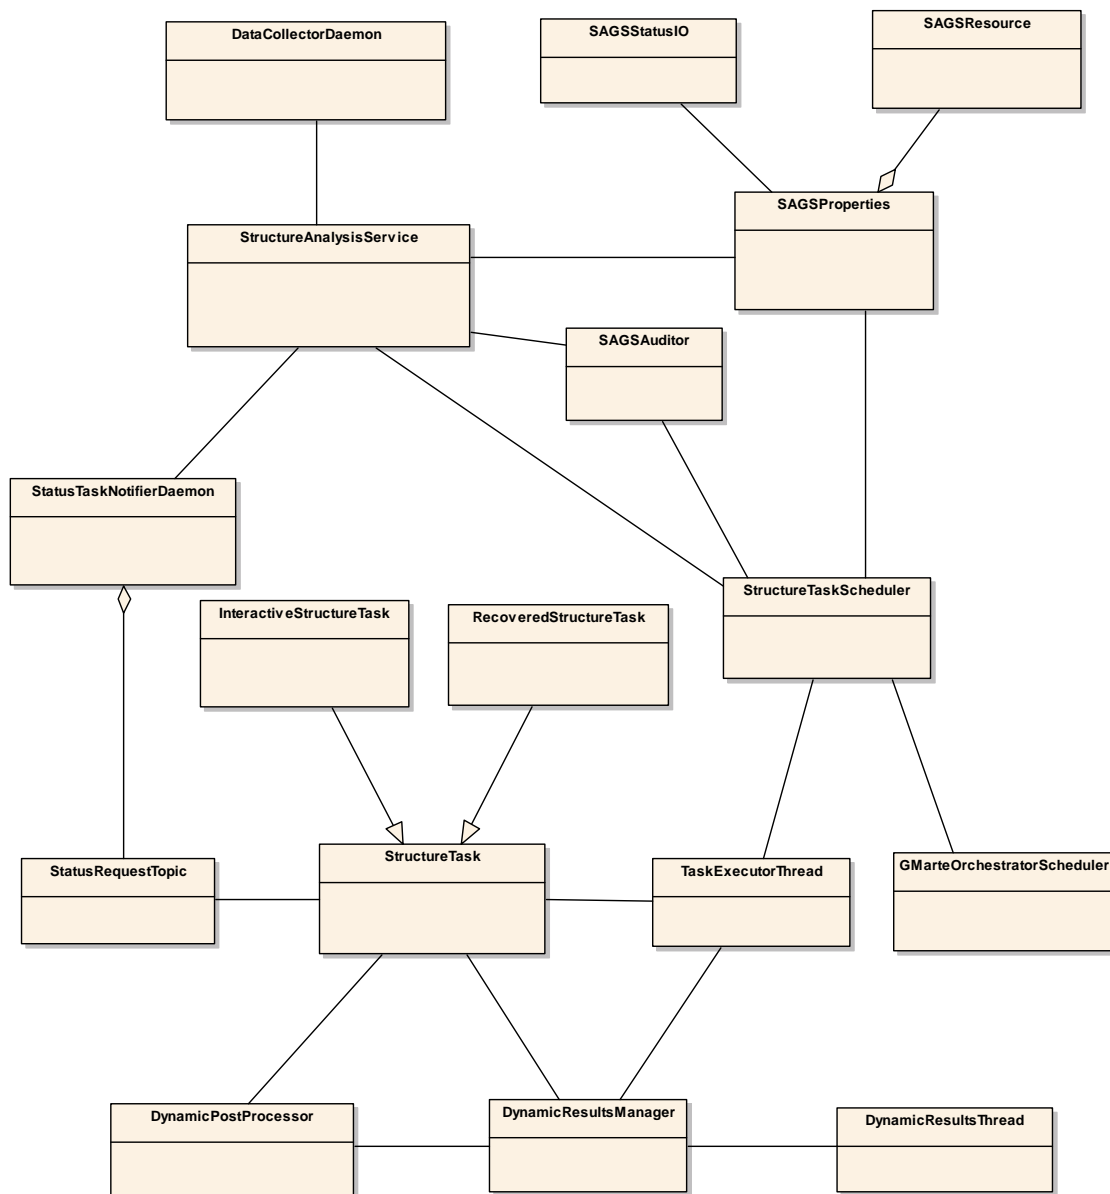 DataCollectorDaemon
SAGSStatusIO
SAGSResource
SAGSProperties
StructureAnalysisService
SAGSAuditor
StatusTaskNotifierDaemon
StructureTaskScheduler
InteractiveStructureTask
RecoveredStructureTask
StructureTask
StatusRequestTopic
TaskExecutorThread
GMarteOrchestratorScheduler
DynamicPostProcessor
DynamicResultsManager
DynamicResultsThread